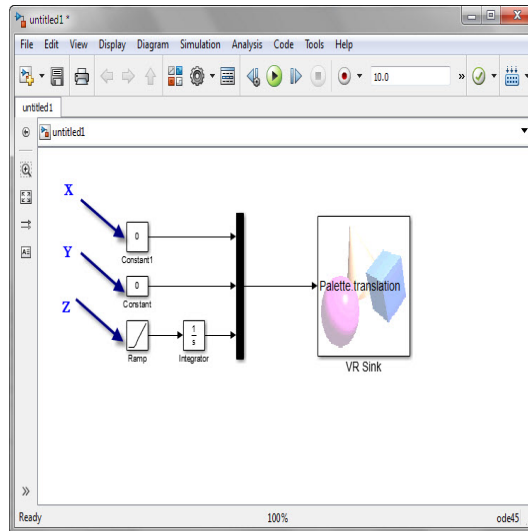 untitled1 *
File Edit View Display Diagram Simulation Analysis Code Tools Help
10.0
»
untitled1
untitled1
X
0
Constant1
Y
0
Constant
Z
Ramp
1
s
Integrator
Palette.translation
VR Sink
»
Ready 100% ode45